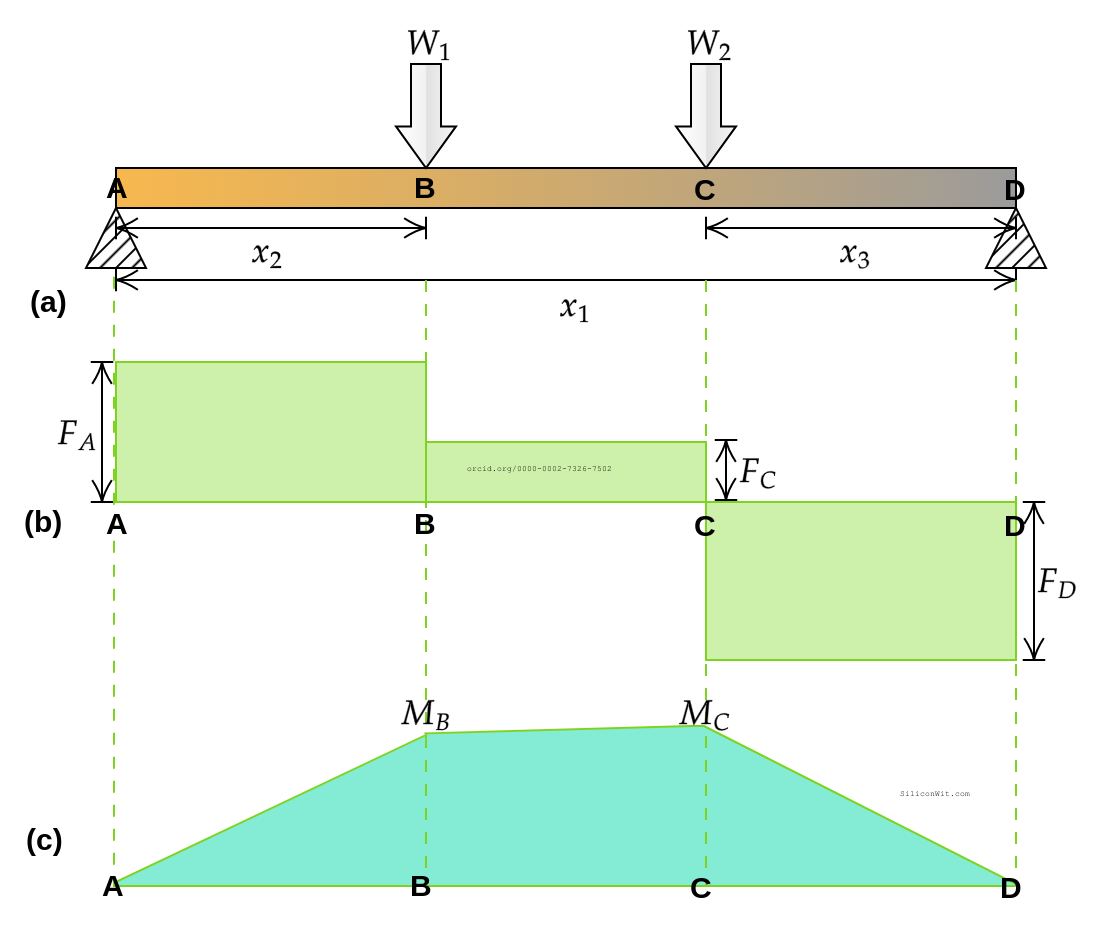 W1 W2
A B C D
x2 x3
(a)
x1
FA
orcid.org/0000-0002-7326-7502
FC
(b)
A B C D
FD
MB MC
SiliconWit.com
(c)
A B C D